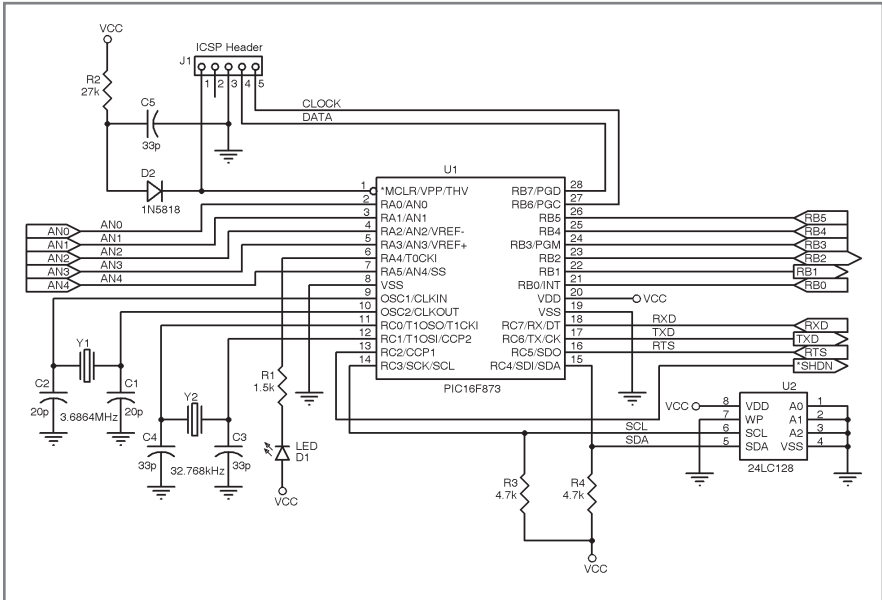 VCC
ICSP Header
J1
1 2 3 4 5
R2
27k
C5
33p
CLOCK
DATA
D2
1N5818
U1
1 *MCLR/VPP/THV RB7/PGD 28
2 RA0/AN0 RB6/PGC 27
3 RA1/AN1 RB5 26
4 RA2/AN2/VREF- RB4 25
5 RA3/AN3/VREF+ RB3/PGM 24
6 RA4/T0CKI RB2 23
7 RA5/AN4/SS RB1 22
8 VSS RB0/INT 21
9 OSC1/CLKIN VDD 20
10 OSC2/CLKOUT VSS 19
11 RC0/T1OSO/T1CKI RC7/RX/DT 18
12 RC1/T1OSI/CCP2 RC6/TX/CK 17
13 RC2/CCP1 RC5/SDO 16
14 RC3/SCK/SCL RC4/SDI/SDA 15
PIC16F873
AN0 AN0
AN1 AN1
AN2 AN2
AN3 AN3
AN4 AN4
RB5
RB4
RB3
RB2
RB1
RB0
VCC
RXD RXD
TXD TXD
RTS RTS
*SHDN
Y1
C2
20p
3.6864MHz
C1
20p
Y2
C4
33p
32.768kHz
C3
33p
R1
1.5k
LED
D1
VCC
U2
VCC
8 VDD A0 1
7 WP A1 2
6 SCL A2 3
5 SDA VSS 4
24LC128
SCL
SDA
R3
4.7k
R4
4.7k
VCC